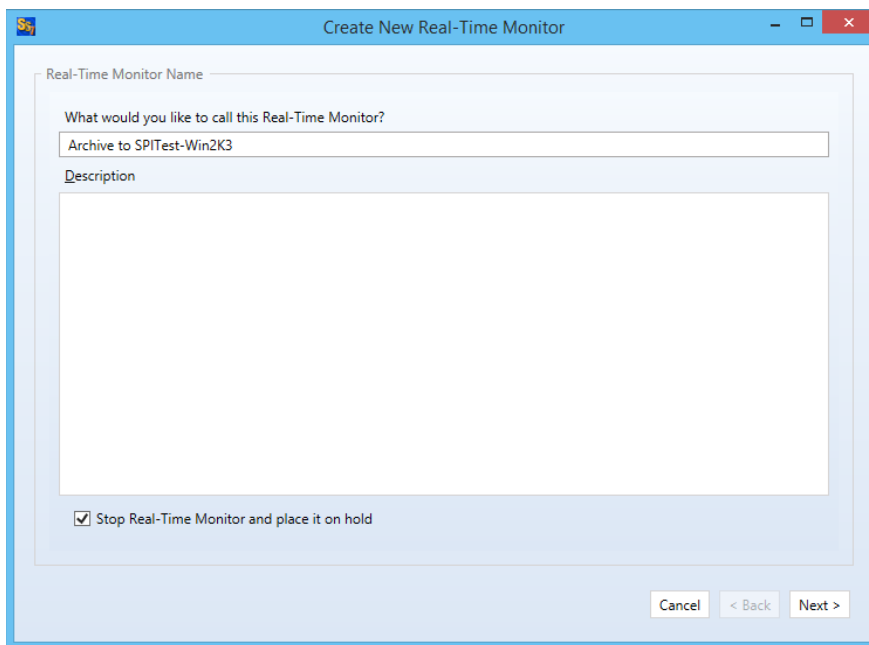 Create New Real-Time Monitor
Real-Time Monitor Name
What would you like to call this Real-Time Monitor?
Archive to SPITest-Win2K3
Description
Stop Real-Time Monitor and place it on hold
Cancel < Back Next >